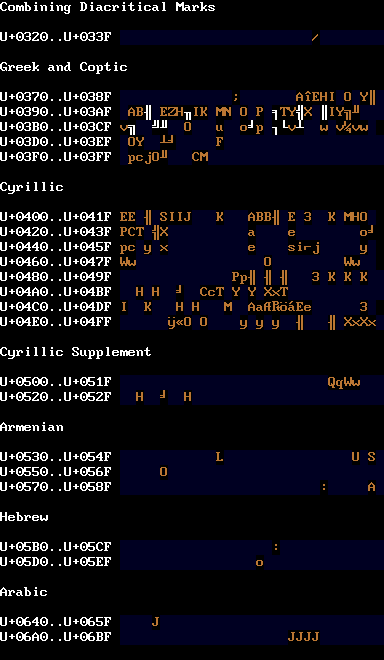 Combining Diacritical Marks
U+0320..U+033F /
Greek and Coptic
U+0370..U+038F ; AÎEHI O Y║
U+0390..U+03AF AB╢ EZH╖IK MN O P TY X IY
U+03B0..U+03CF v u o p w
U+03D0..U+03EF OY F
U+03F0..U+03FF pcjO CM
Cyrillic
U+0400..U+041F EE ╢ SIIJ K ABB╢ E 3 K MHO
U+0420..U+043F PCT ╢X a e o
U+0440..U+045F pc y x e si j y
U+0460..U+047F Ww O Ww
U+0480..U+049F Pp╢ ╢ ╢ 3 K K K
U+04A0..U+04BF H H ╛ CcT Y Y XxT
U+04C0..U+04DF I K H H M Ee 3
U+04E0..U+04FF ÿ«O O y y y ╢ ╢ XxXx
Cyrillic Supplement
U+0500..U+051F QqWw
U+0520..U+052F H ╛ H
Armenian
U+0530..U+054F L U S
U+0550..U+056F O
U+0570..U+058F : A
Hebrew
U+05B0..U+05CF :
U+05D0..U+05EF o
Arabic
U+0640..U+065F J
U+06A0..U+06BF JJJJ